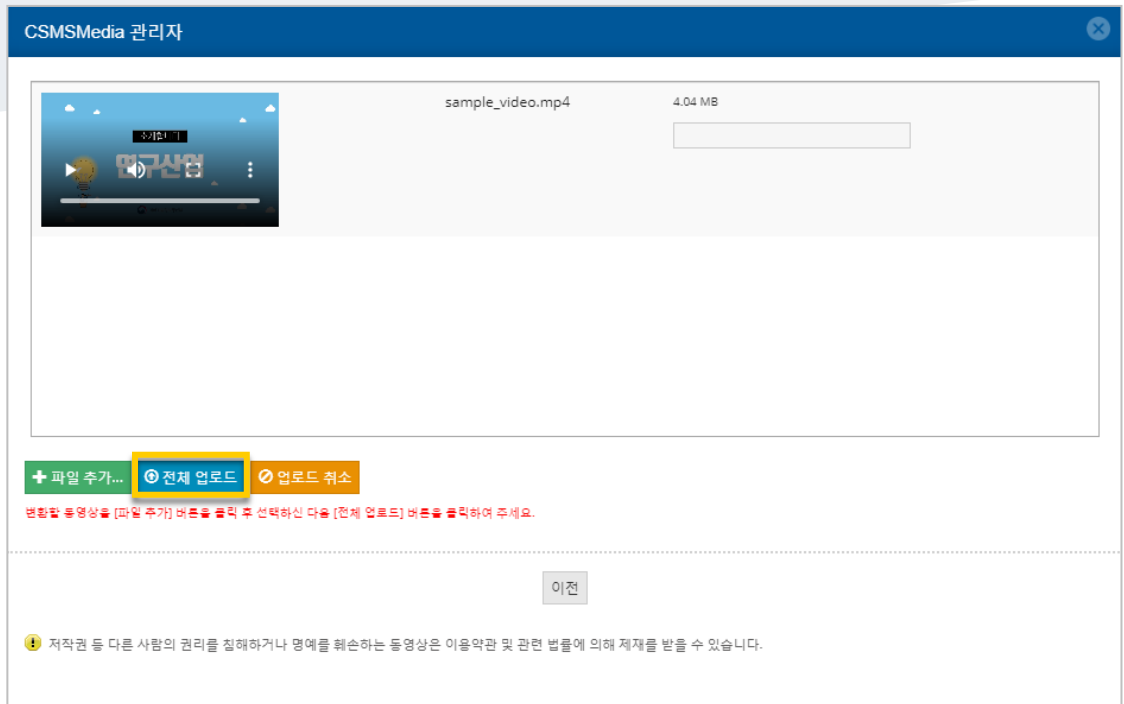 CSMSMedia 관리자
sample_video.mp4
4.04 MB
연구산업
파일 추가...
전체 업로드
업로드 취소
변환할 동영상을 [파일 추가] 버튼을 클릭 후 선택하신 다음 [전체 업로드] 버튼을 클릭하여 주세요.
이전
저작권 등 다른 사람의 권리를 침해하거나 명예를 훼손하는 동영상은 이용약관 및 관련 법률에 의해 제재를 받을 수 있습니다.